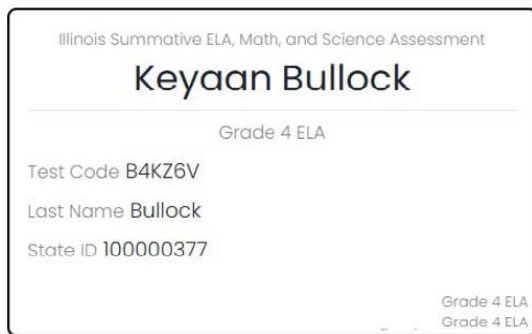 Illinois Summative ELA, Math, and Science Assessment
Keyaan Bullock
Grade 4 ELA
Test Code B4KZ6V
Last Name Bullock
State ID 100000377
Grade 4 ELA
Grade 4 ELA